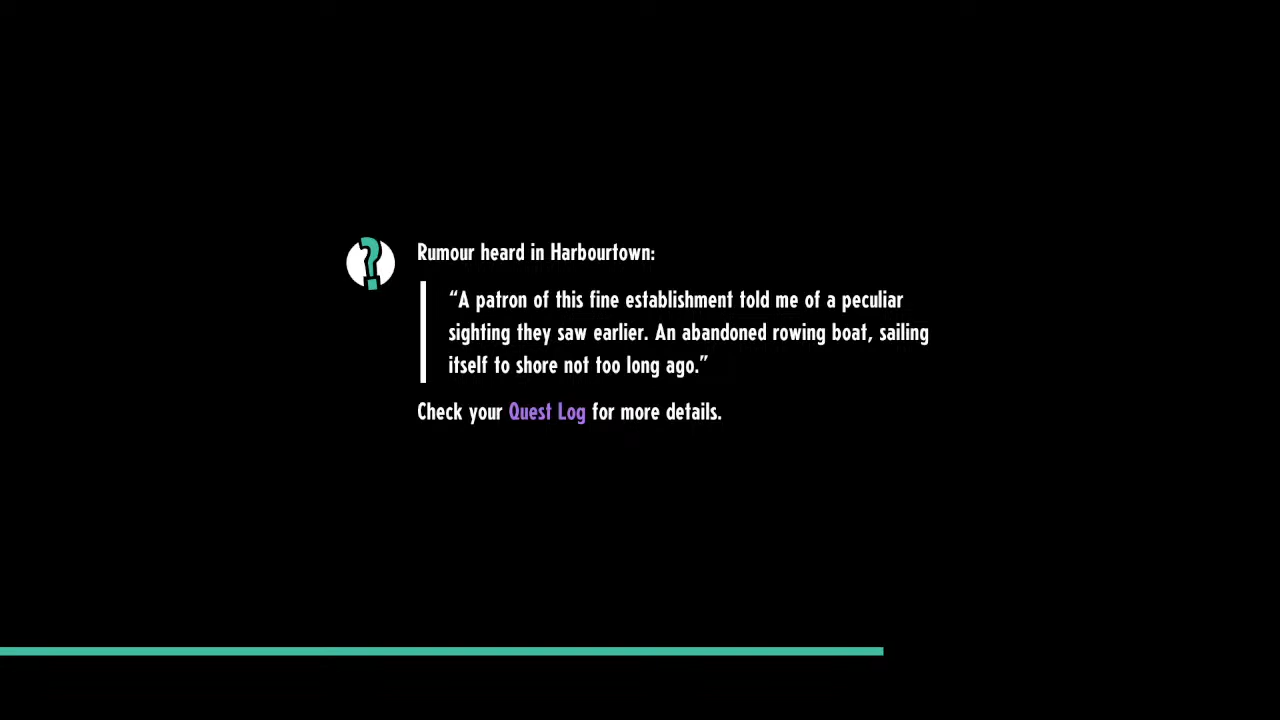 Rumour heard in Harbourtown:
“A patron of this fine establishment told me of a peculiar
sighting they saw earlier. An abandoned rowing boat, sailing
itself to shore not too long ago.”
Check your Quest Log for more details.